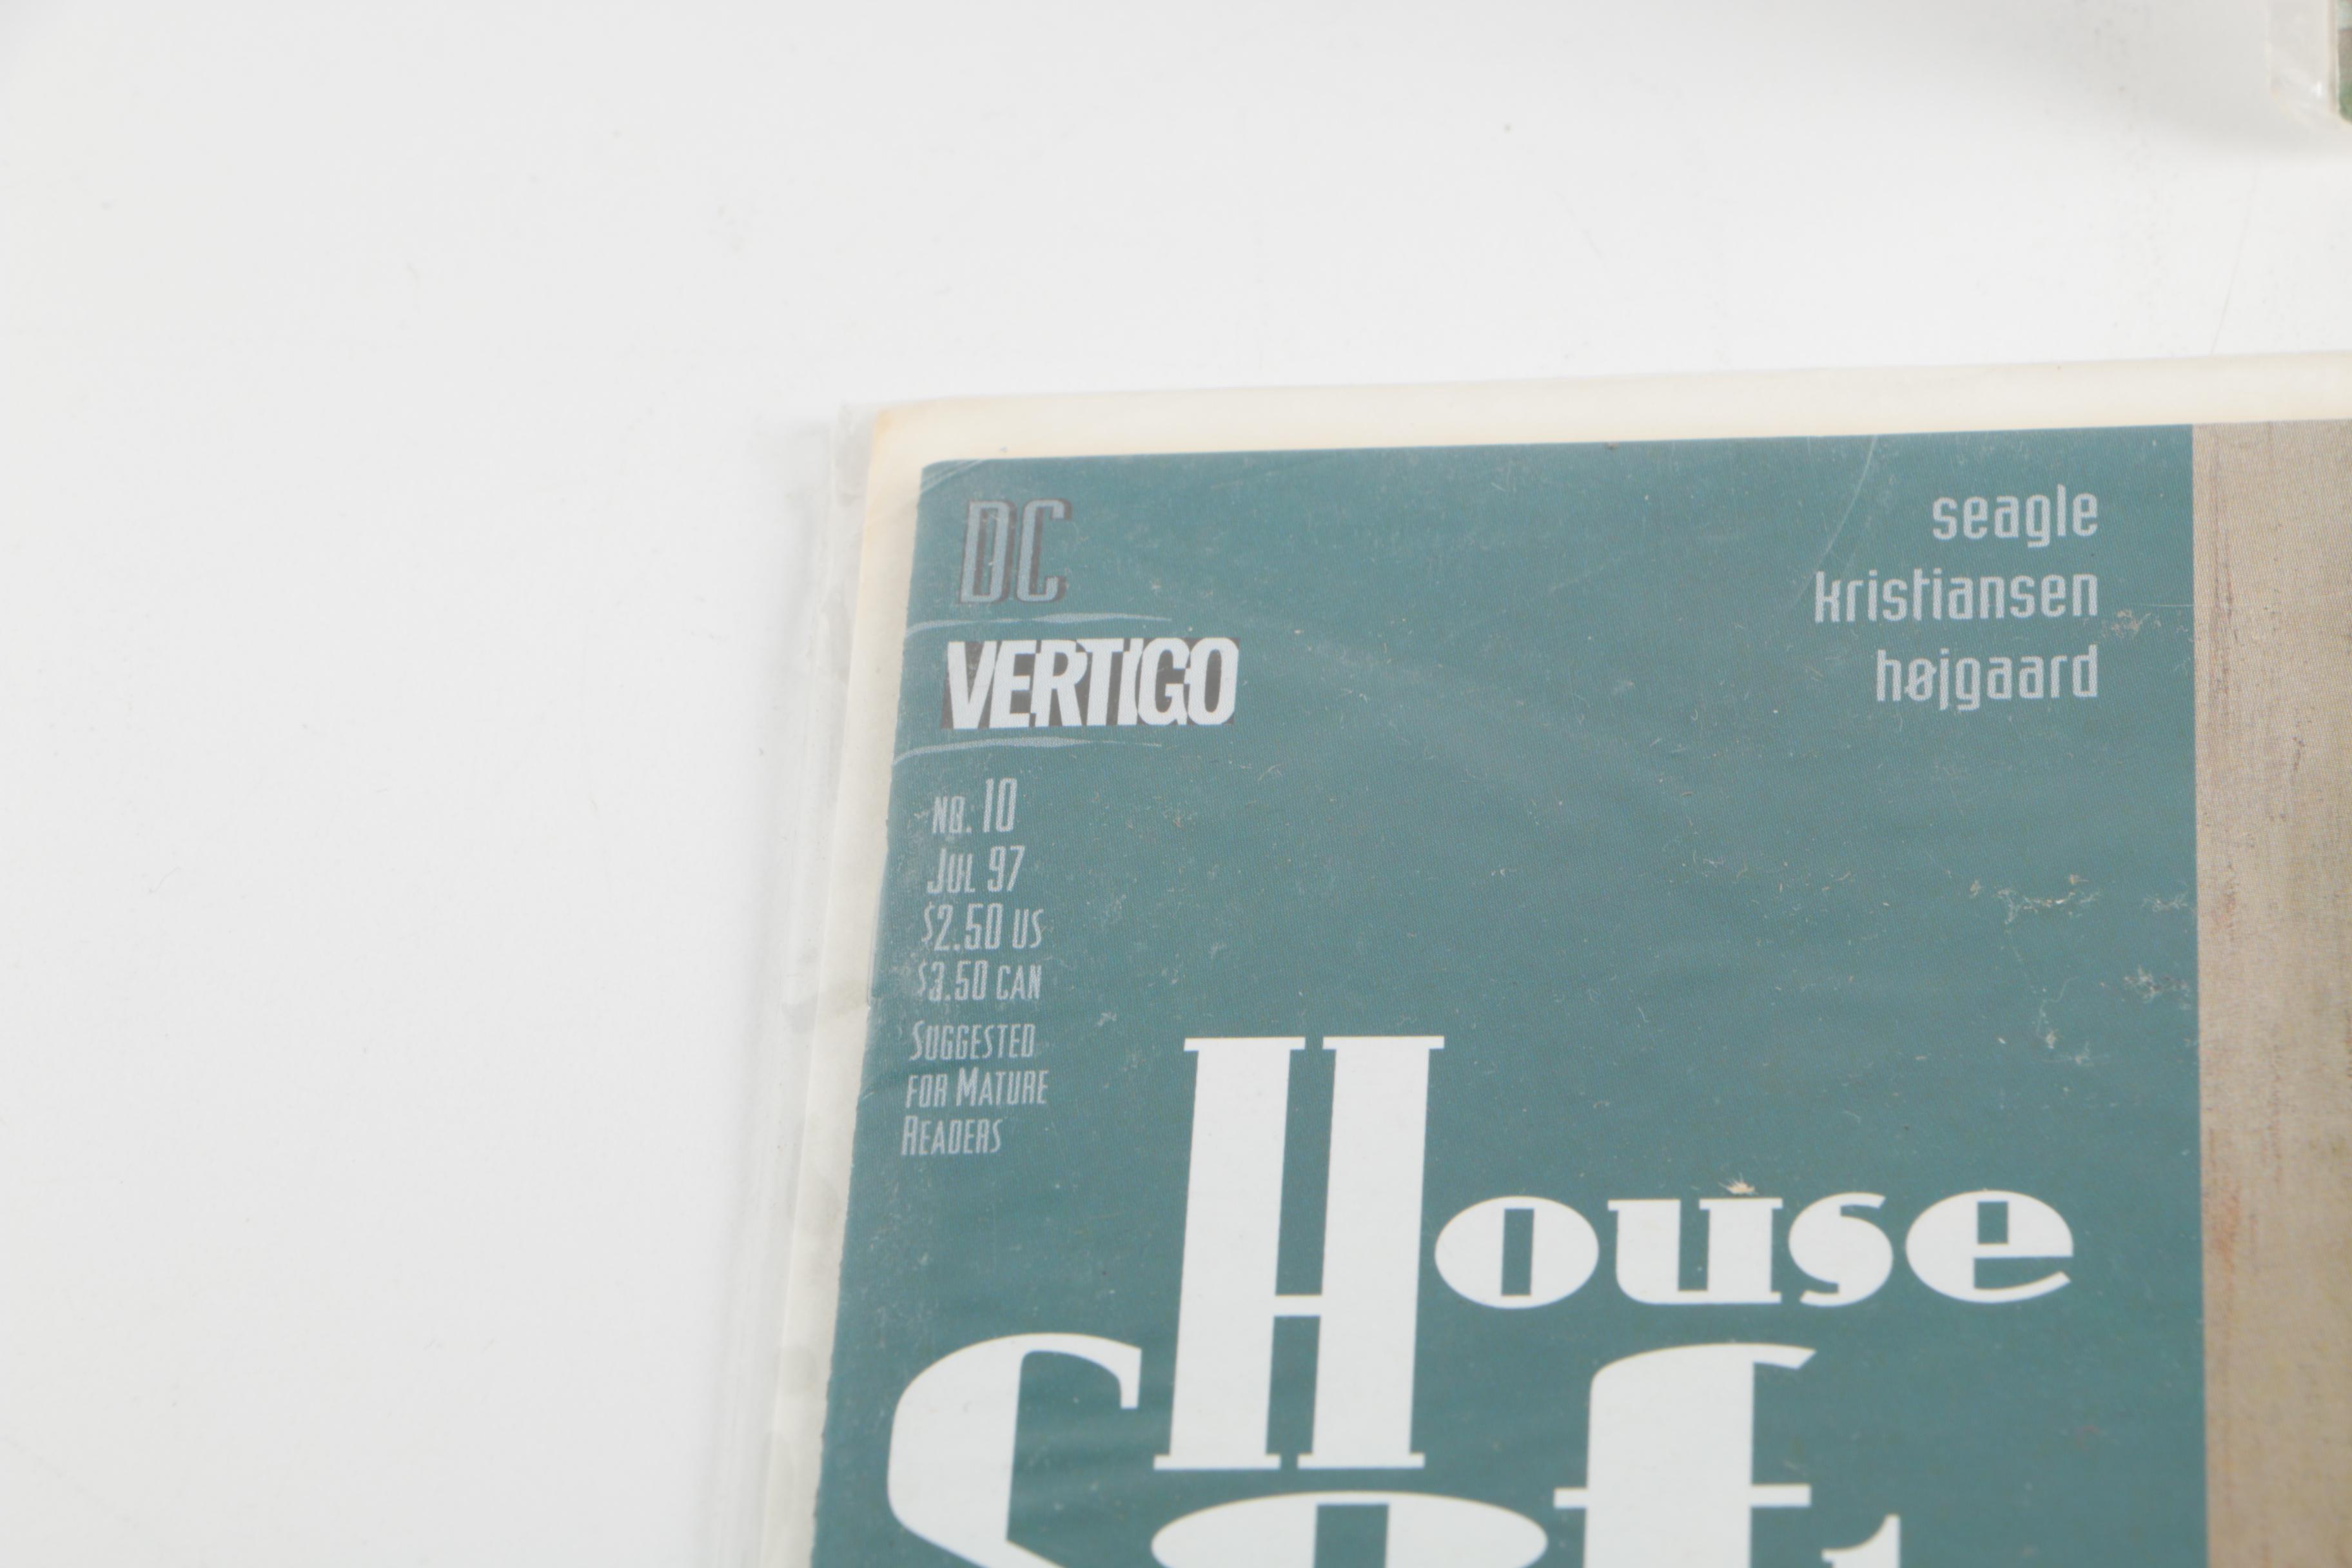 DC
VERTIGO
NO. 10
JUL 97
$2.50 US
$3.50 CAN
SUGGESTED
FOR MATURE
READERS
seagle
kristiansen
højgaard
House
of